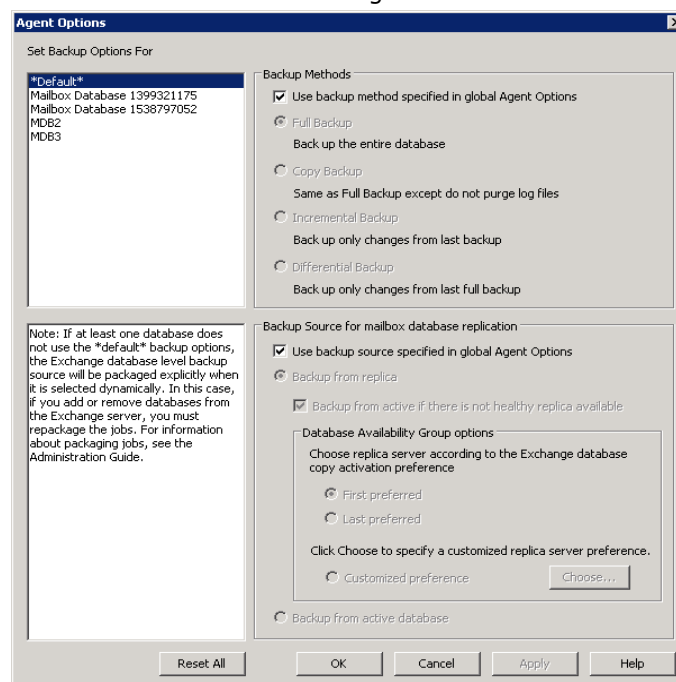 Agent Options
Set Backup Options For
*Default*
Mailbox Database 1399321175
Mailbox Database 1538797052
MDB2
MDB3
Backup Methods
Use backup method specified in global Agent Options
Full Backup
Back up the entire database
Copy Backup
Same as Full Backup except do not purge log files
Incremental Backup
Back up only changes from last backup
Differential Backup
Back up only changes from last full backup
Note: If at least one database does
not use the *default* backup options,
the Exchange database level backup
source will be packaged explicitly when
it is selected dynamically. In this case,
if you add or remove databases from
the Exchange server, you must
repackage the jobs. For information
about packaging jobs, see the
Administration Guide.
Backup Source for mailbox database replication
Use backup source specified in global Agent Options
Backup from replica
Backup from active if there is not healthy replica available
Database Availability Group options
Choose replica server according to the Exchange database
copy activation preference
First preferred
Last preferred
Click Choose to specify a customized replica server preference.
Customized preference
Choose...
Backup from active database
Reset All
OK
Cancel
Apply
Help